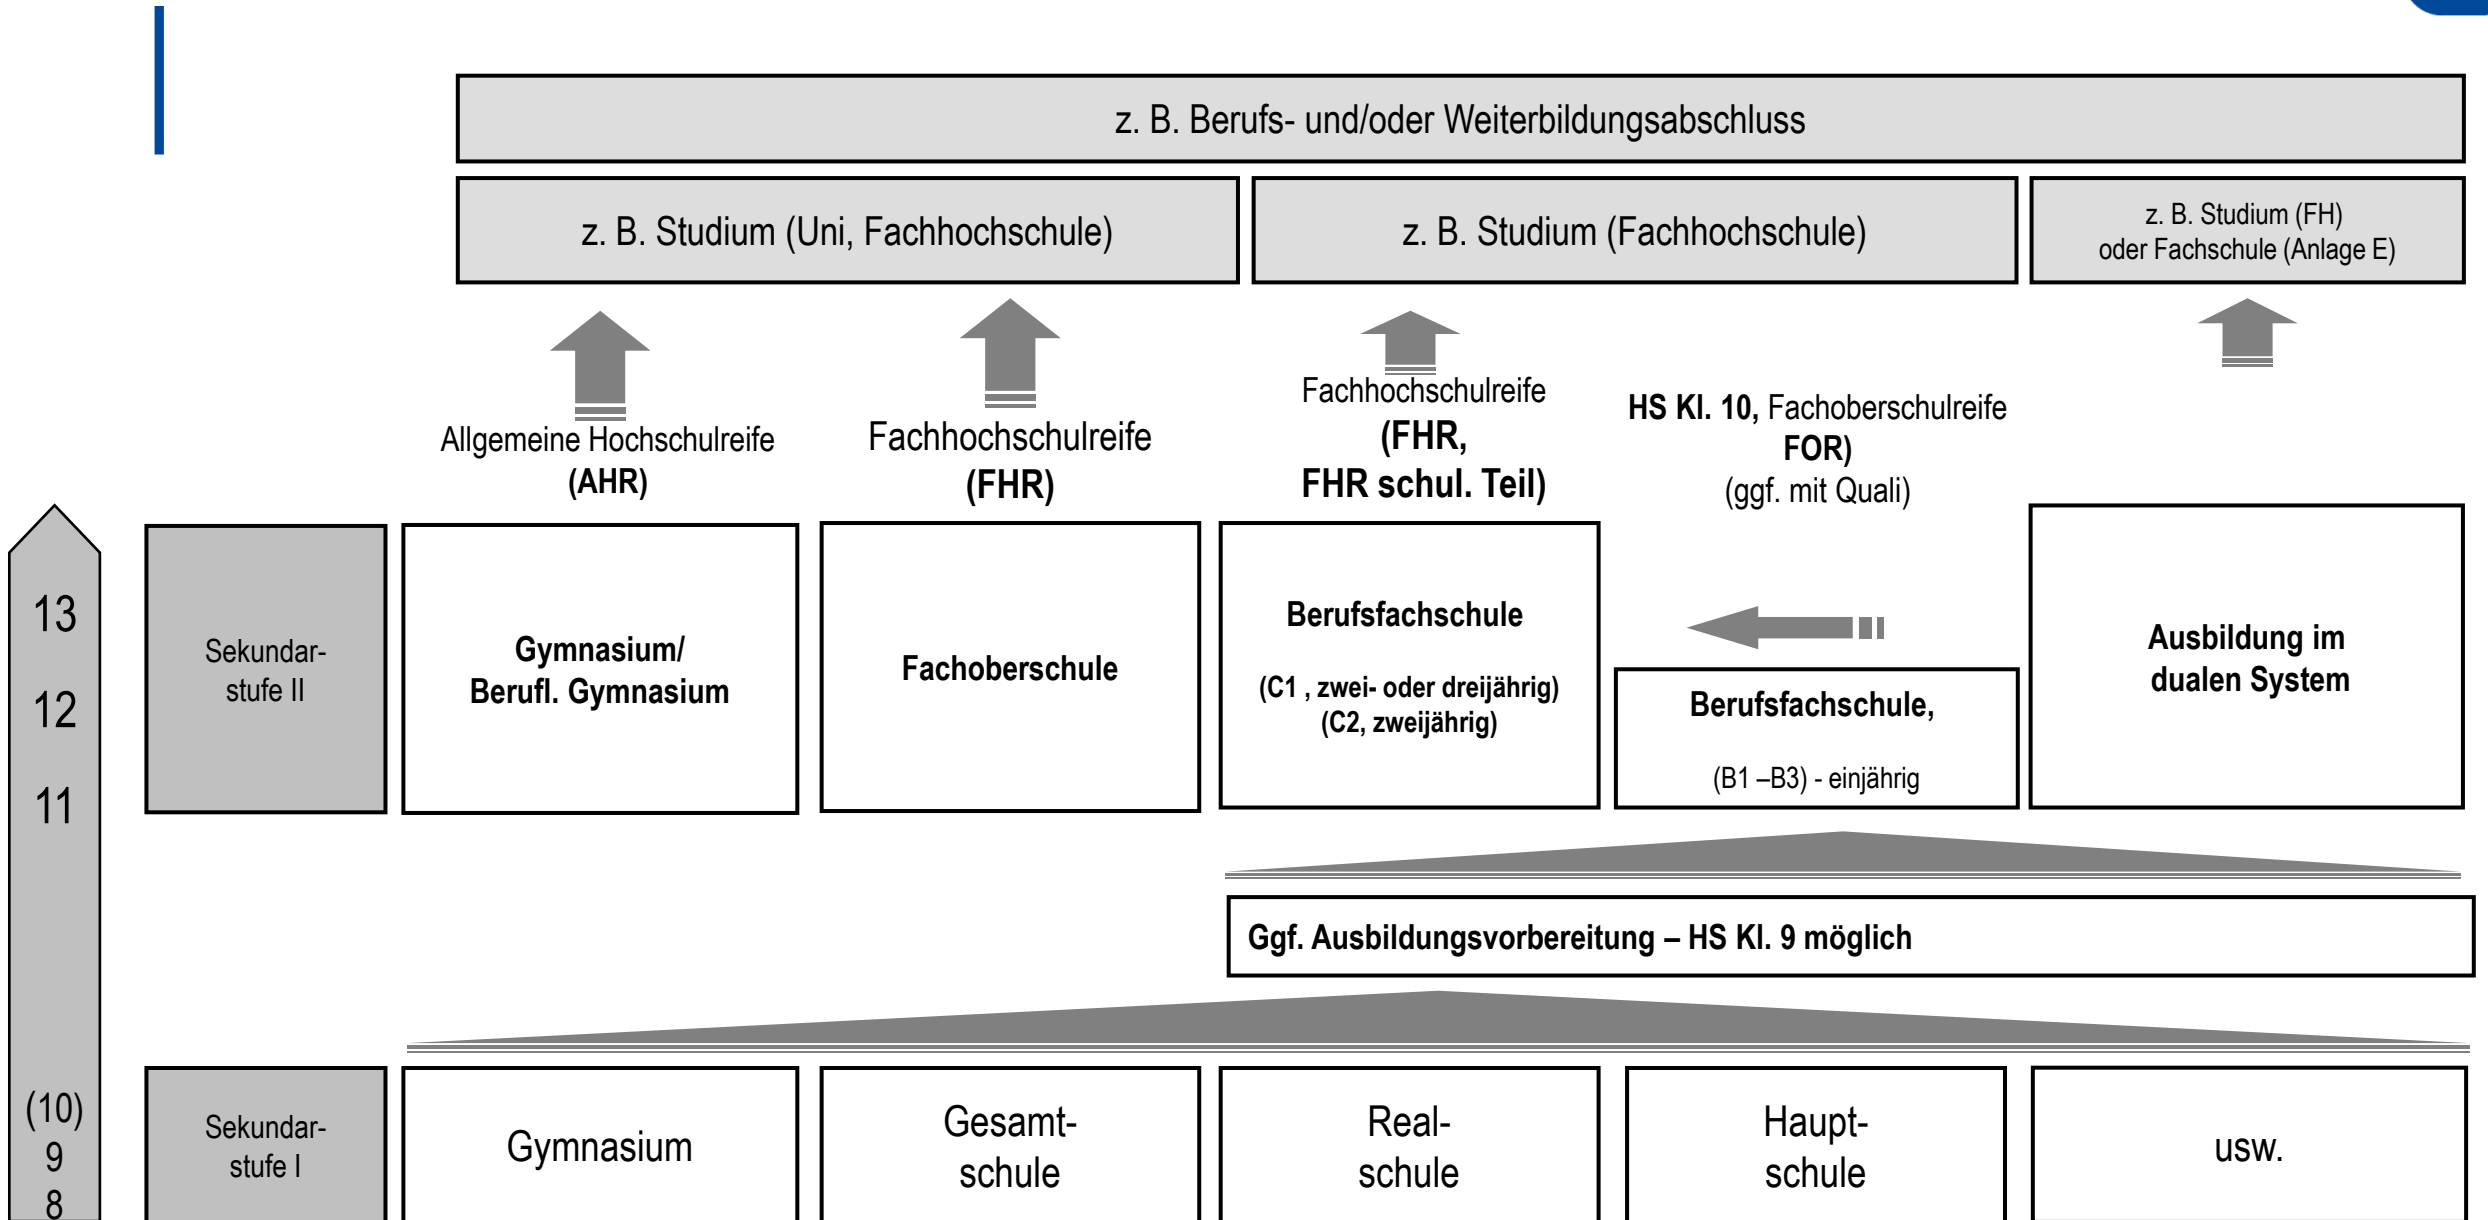 z. B. Berufs- und/oder Weiterbildungsabschluss
z. B. Studium (Uni, Fachhochschule)
z. B. Studium (Fachhochschule)
z. B. Studium (FH)
oder Fachschule (Anlage E)
Allgemeine Hochschulreife
(AHR)
Fachhochschulreife
(FHR)
Fachhochschulreife
(FHR,
FHR schul. Teil)
HS Kl. 10, Fachoberschulreife
FOR)
(ggf. mit Quali)
13
12
11
Sekundar-
stufe II
Gymnasium/
Berufl. Gymnasium
Fachoberschule
Berufsfachschule
(C1 , zwei- oder dreijährig)
(C2, zweijährig)
Berufsfachschule,
(B1 –B3) - einjährig
Ausbildung im
dualen System
Ggf. Ausbildungsvorbereitung – HS Kl. 9 möglich
(10)
9
8
Sekundar-
stufe I
Gymnasium
Gesamt-
schule
Real-
schule
Haupt-
schule
usw.